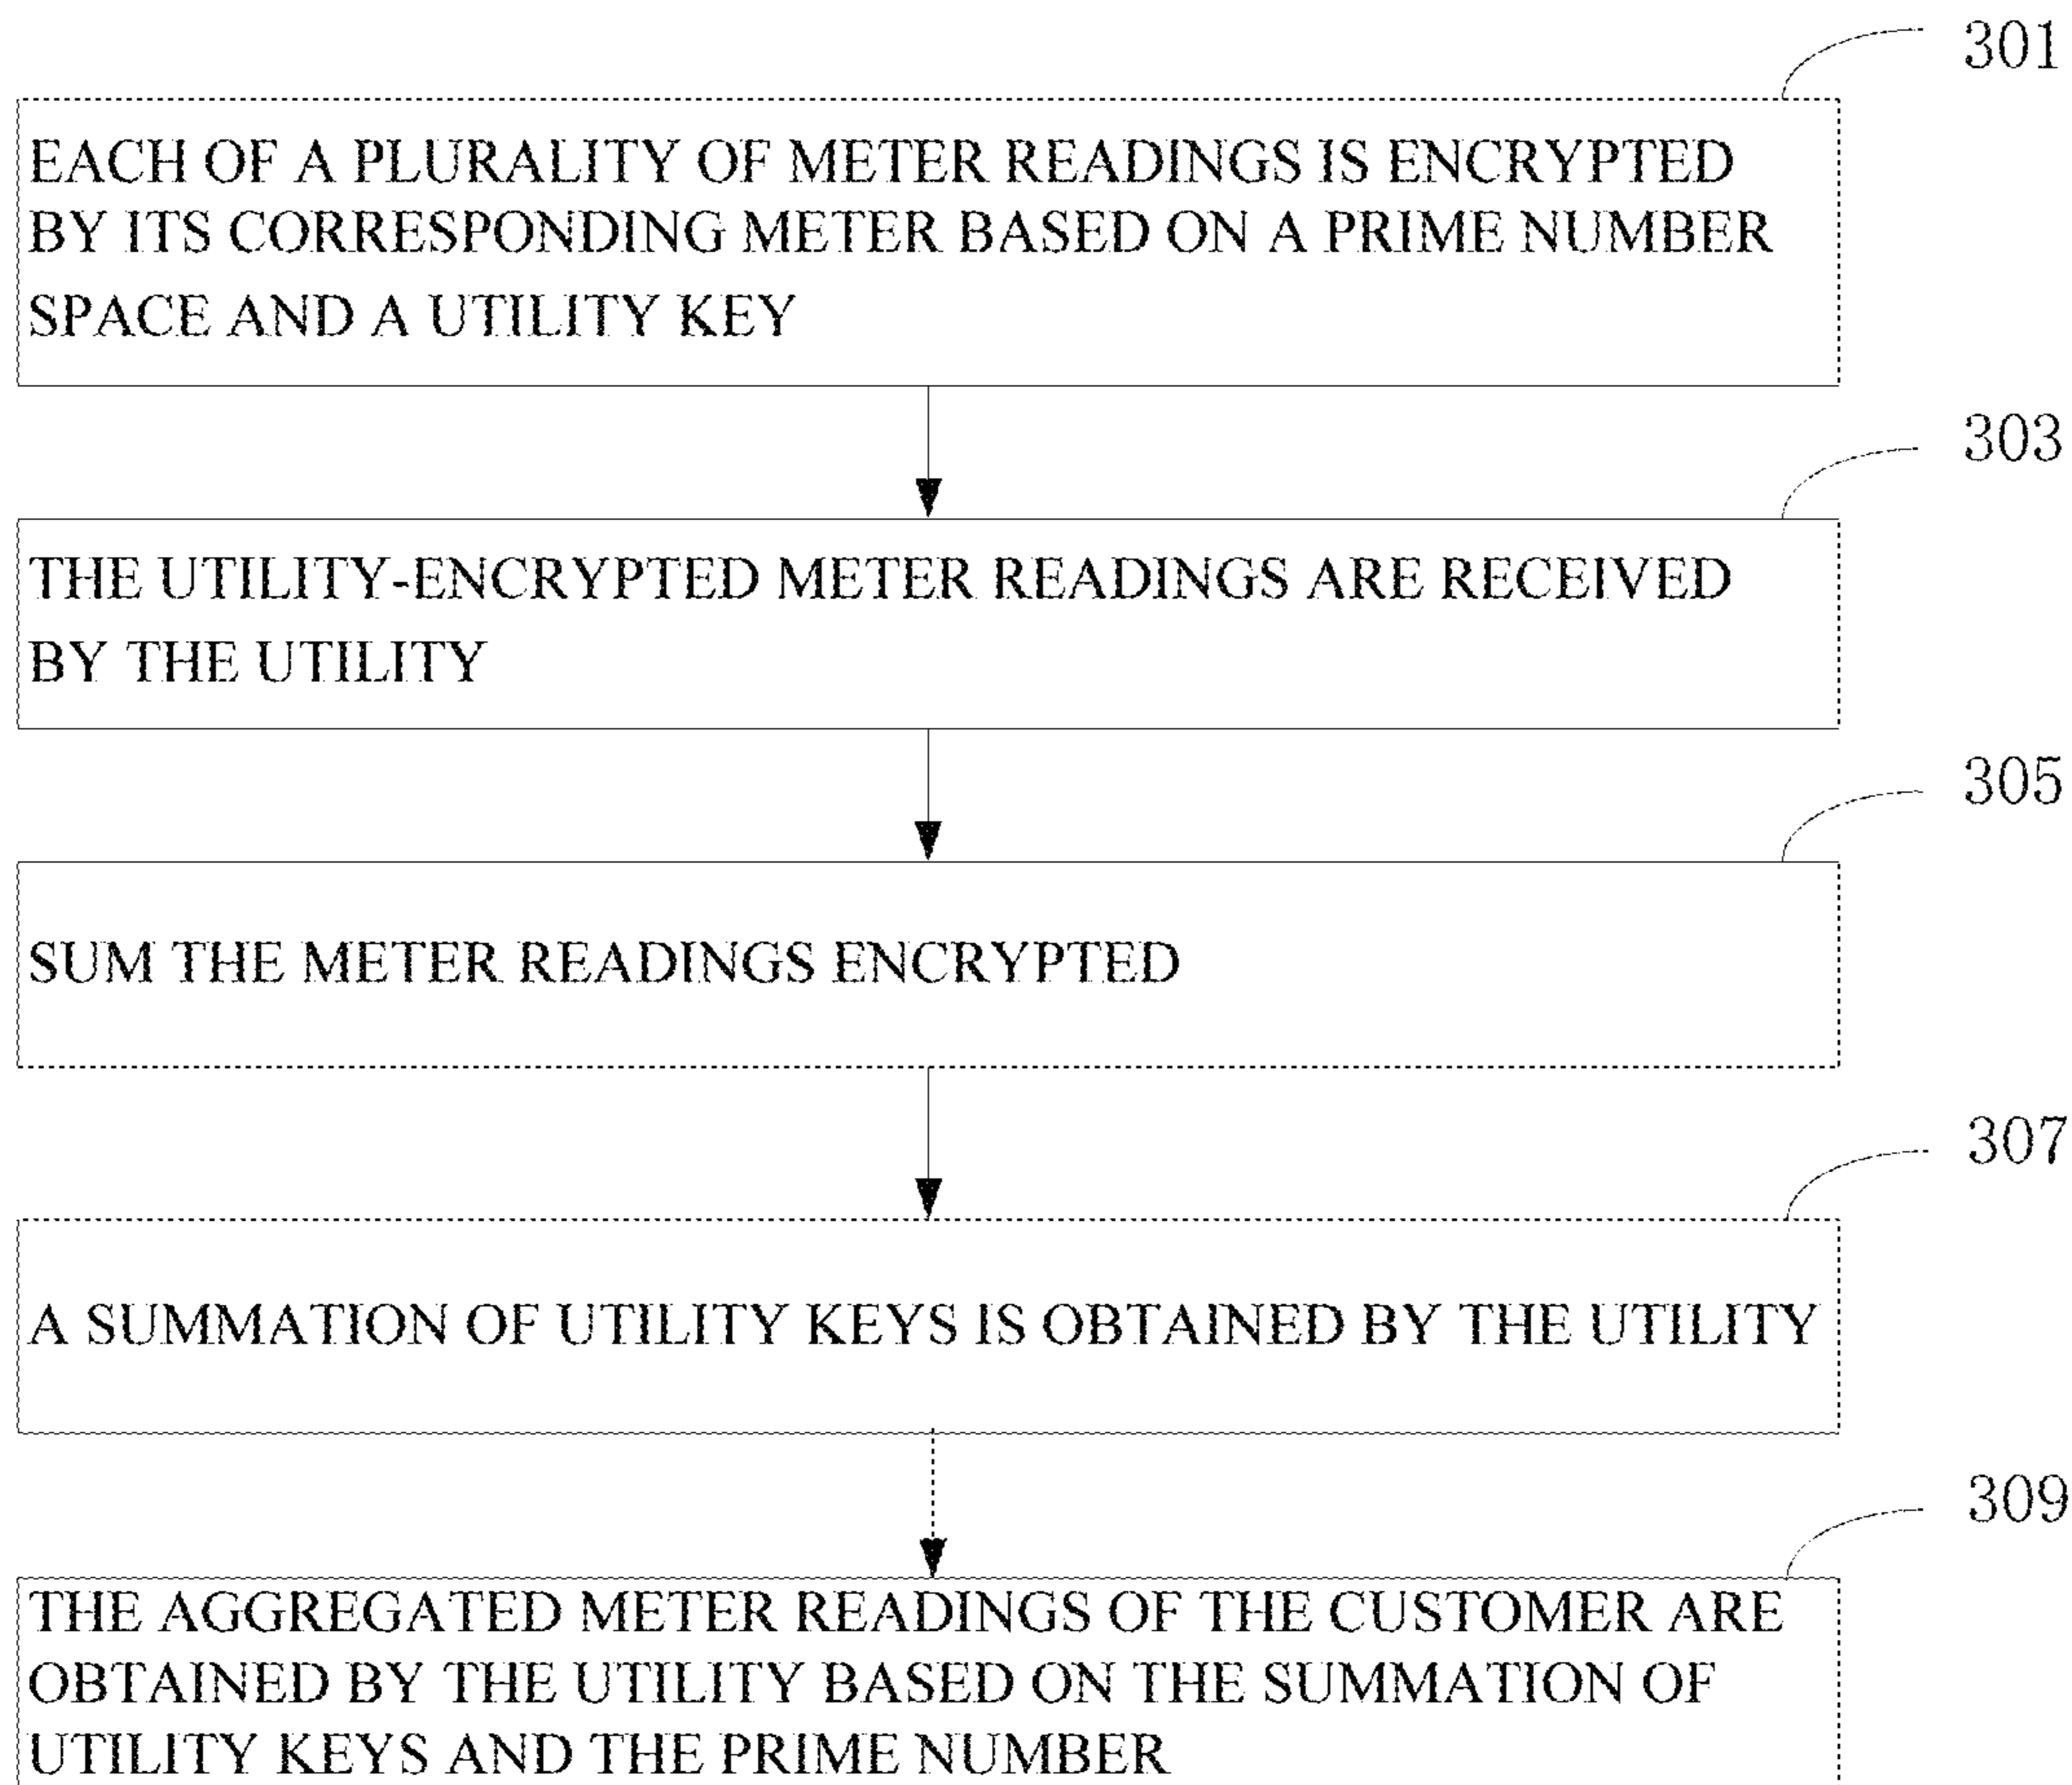 301
EACH OF A PLURALITY OF METER READINGS IS ENCRYPTED
BY ITS CORRESPONDING METER BASED ON A PRIME NUMBER
SPACE AND A UTILITY KEY
303
THE UTILITY-ENCRYPTED METER READINGS ARE RECEIVED
BY THE UTILITY
305
SUM THE METER READINGS ENCRYPTED
307
A SUMMATION OF UTILITY KEYS IS OBTAINED BY THE UTILITY
309
THE AGGREGATED METER READINGS OF THE CUSTOMER ARE
OBTAINED BY THE UTILITY BASED ON THE SUMMATION OF
UTILITY KEYS AND THE PRIME NUMBER